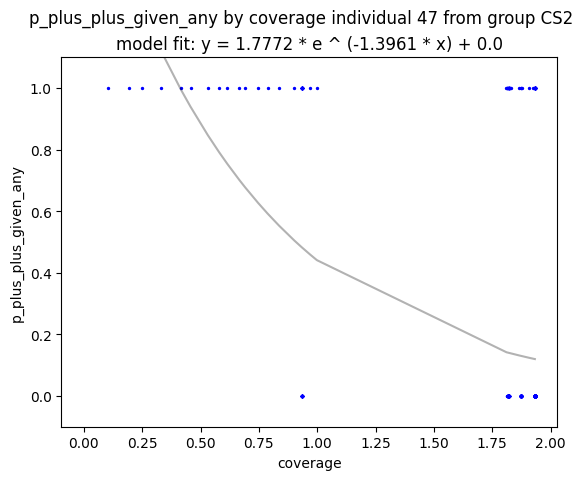 p_plus_plus_given_any by coverage individual 47 from group CS2
model fit: y = 1.7772 * e ^ (-1.3961 * x) + 0.0
1.0
0.8
0.6
0.4
0.2
0.0
p_plus_plus_given_any
0.00 0.25 0.50 0.75 1.00 1.25 1.50 1.75 2.00
coverage